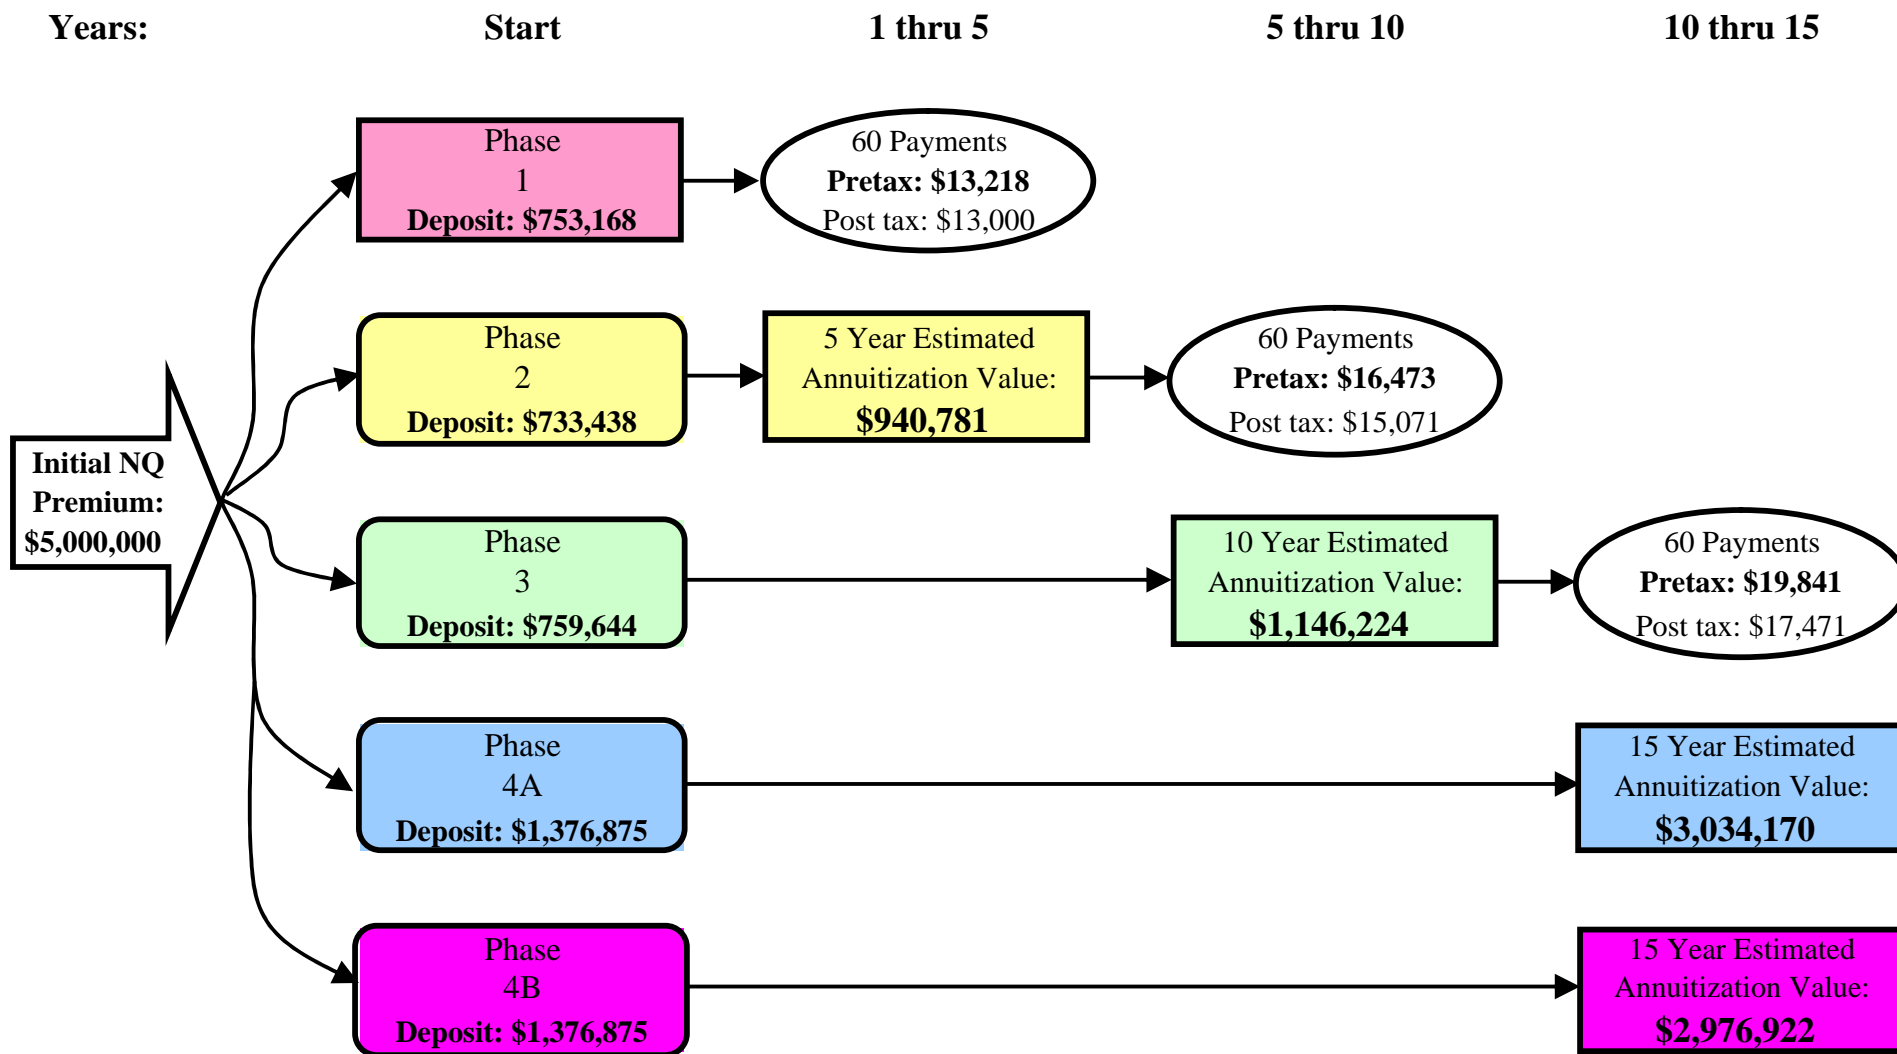 Years: Start 1 thru 5 5 thru 10 10 thru 15
Phase
1
Deposit: $753,168
60 Payments
Pretax: $13,218
Post tax: $13,000
Phase
2
Deposit: $733,438
5 Year Estimated
Annuitization Value:
$940,781
60 Payments
Pretax: $16,473
Post tax: $15,071
Initial NQ
Premium:
$5,000,000
Phase
3
Deposit: $759,644
10 Year Estimated
Annuitization Value:
$1,146,224
60 Payments
Pretax: $19,841
Post tax: $17,471
Phase
4A
Deposit: $1,376,875
15 Year Estimated
Annuitization Value:
$3,034,170
Phase
4B
Deposit: $1,376,875
15 Year Estimated
Annuitization Value:
$2,976,922